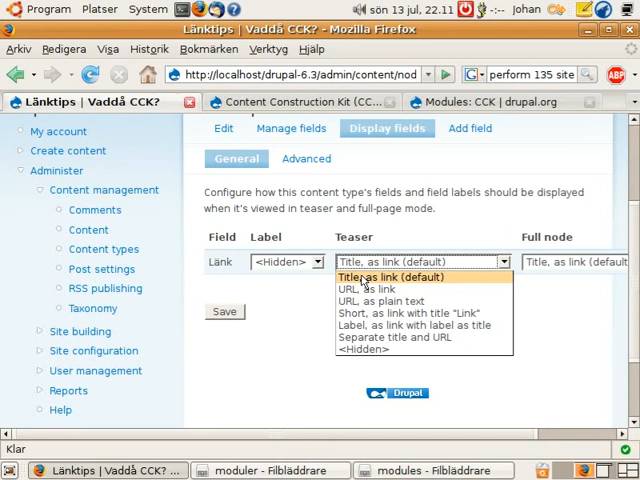 Program Platser System sön 13 jul, 22.11 -:-- Johan
Länktips | Vaddå CCK? - Mozilla Firefox
Arkiv Redigera Visa Historik Bokmärken Verktyg Hjälp
http://localhost/drupal-6.3/admin/content/nod G perform 135 site ABP
Länktips | Vaddå CCK? Content Construction Kit (CC... Modules: CCK | drupal.org
My account
Create content
Administer
Content management
Comments
Content
Content types
Post settings
RSS publishing
Taxonomy
Site building
Site configuration
User management
Reports
Help
Edit Manage fields Display fields Add field
General Advanced
Configure how this content type's fields and field labels should be displayed
when it's viewed in teaser and full-page mode.
Field Label Teaser Full node
Länk <Hidden> Title, as link (default) Title, as link (default)
Title, as link (default)
URL, as link
URL, as plain text
Short, as link with title "Link"
Label, as link with label as title
Separate title and URL
<Hidden>
Save
Drupal
Klar
Länktips | Vaddå CCK? ... moduler - Filbläddrare modules - Filbläddrare